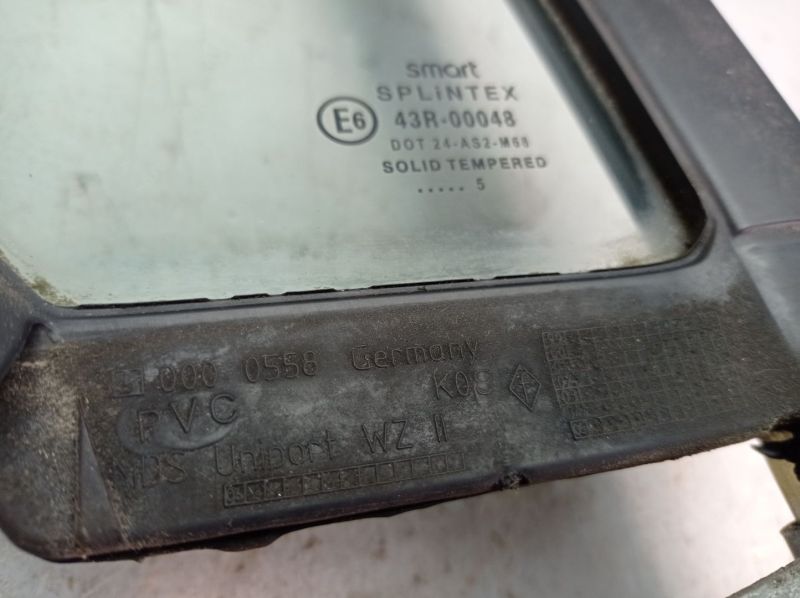 smart
SPLINTEX
E6 43R-00048
DOT 24-AS2-M68
SOLID TEMPERED
..... 5
000 0558 Germany
PVC K08
Uniport WZ II